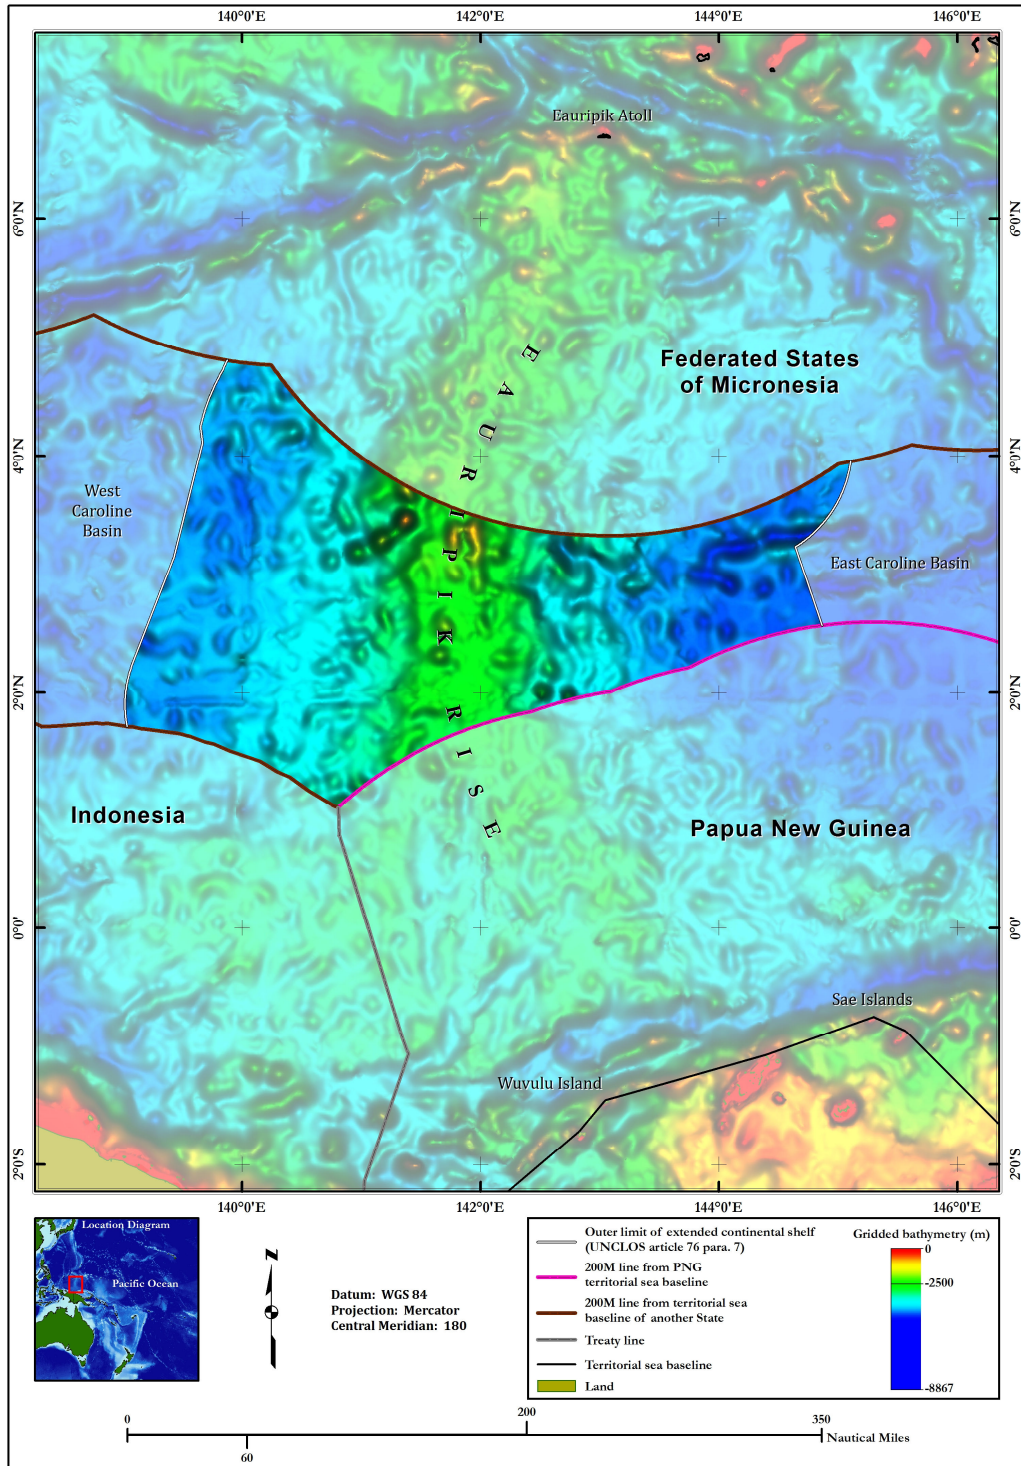 140°0'E 142°0'E 144°0'E 146°0'E
Eauripik Atoll
6°0'N 6°0'N
Federated States
of Micronesia
4°0'N 4°0'N
West
Caroline
Basin
East Caroline Basin
EAURIPIK RISE
2°0'N 2°0'N
Indonesia
Papua New Guinea
0°0' 0°0'
Sae Islands
Wuvulu Island
2°0'S 2°0'S
140°0'E 142°0'E 144°0'E 146°0'E
Location Diagram
Pacific Ocean
N
Datum: WGS 84
Projection: Mercator
Central Meridian: 180
Outer limit of extended continental shelf
(UNCLOS article 76 para. 7)
200M line from PNG
territorial sea baseline
200M line from territorial sea
baseline of another State
Treaty line
Territorial sea baseline
Land
Gridded bathymetry (m)
0
-2500
-8867
0 200 350
60
Nautical Miles